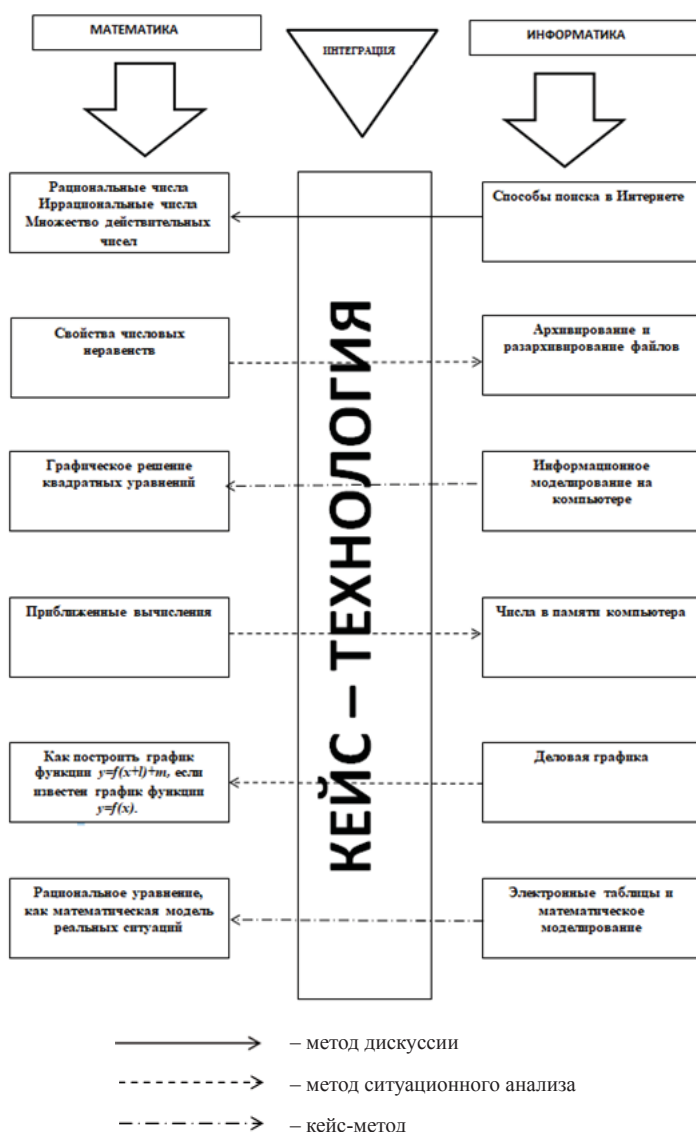 МАТЕМАТИКА
ИНТЕГРАЦИЯ
ИНФОРМАТИКА
Рациональные числа
Иррациональные числа
Множество действительных
чисел
Способы поиска в Интернете
Свойства числовых
неравенств
Архивирование и
разархивирование файлов
Графическое решение
квадратных уравнений
Информационное
моделирование на
компьютере
КЕЙС – ТЕХНОЛОГИЯ
Приближенные вычисления
Числа в памяти компьютера
Как построить график
функции y=f(x+l)+m, если
известен график функции
y=f(x).
Деловая графика
Рациональное уравнение,
как математическая модель
реальных ситуаций
Электронные таблицы и
математическое
моделирование
– метод дискуссии
– метод ситуационного анализа
– кейс-метод